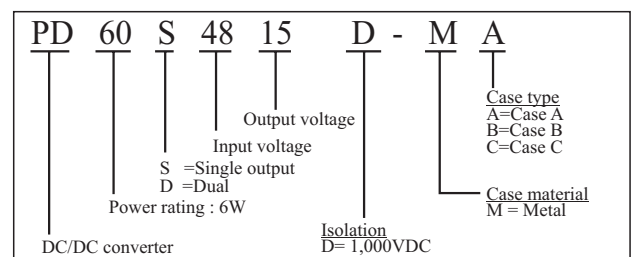 PD 60 S 48 15 D - M A
Case type
A=Case A
B=Case B
C=Case C
Output voltage
Input voltage
S =Single output
D =Dual
Power rating : 6W
Case material
M = Metal
Isolation
D= 1,000VDC
DC/DC converter